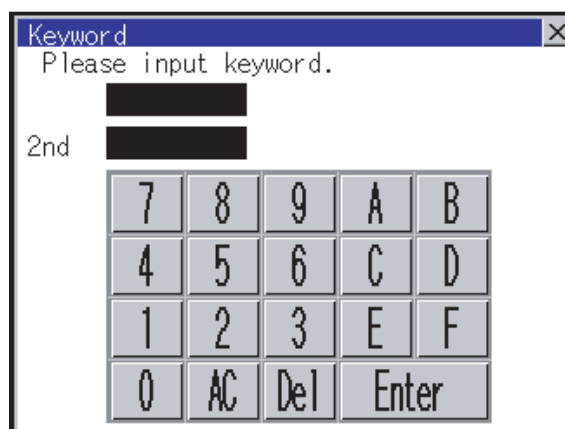 Keyword
Please input keyword.
2nd
7 8 9 A B
4 5 6 C D
1 2 3 E F
0 AC Del Enter